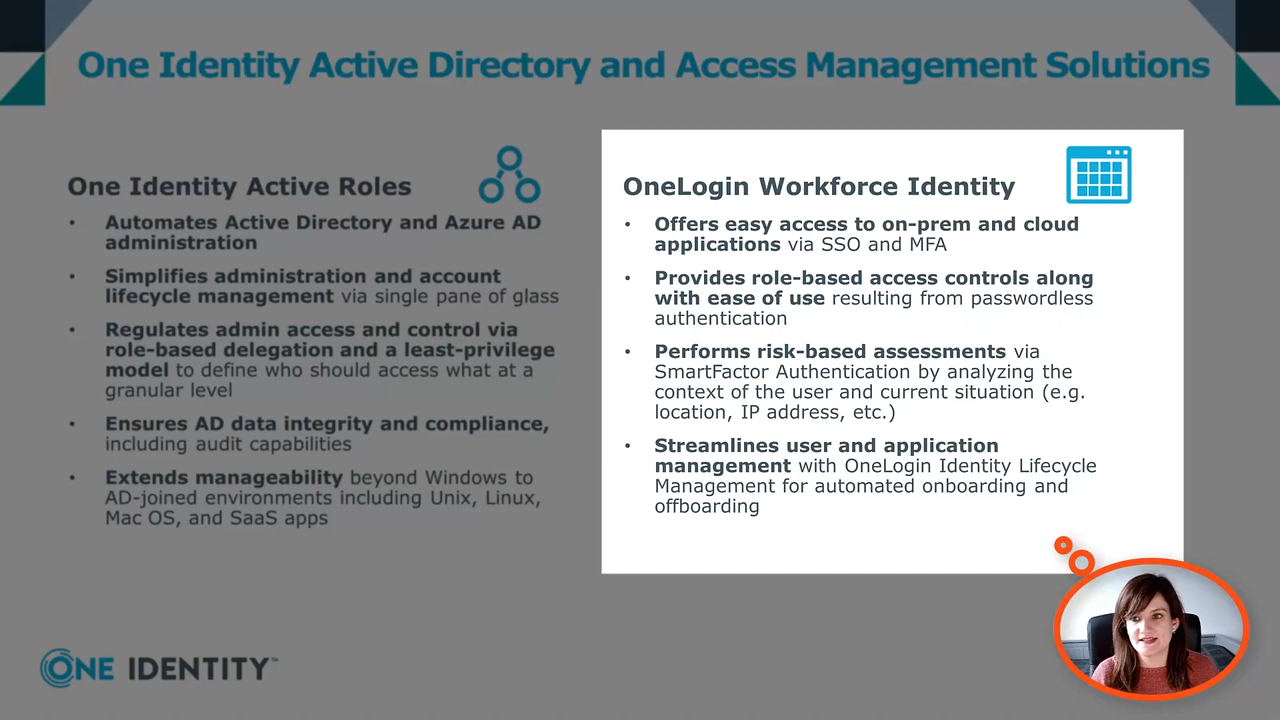 One Identity Active Directory and Access Management Solutions
One Identity Active Roles
• Automates Active Directory and Azure AD
administration
• Simplifies administration and account
lifecycle management via single pane of glass
• Regulates admin access and control via
role-based delegation and a least-privilege
model to define who should access what at a
granular level
• Ensures AD data integrity and compliance,
including audit capabilities
• Extends manageability beyond Windows to
AD-joined environments including Unix, Linux,
Mac OS, and SaaS apps
OneLogin Workforce Identity
• Offers easy access to on-prem and cloud
applications via SSO and MFA
• Provides role-based access controls along
with ease of use resulting from passwordless
authentication
• Performs risk-based assessments via
SmartFactor Authentication by analyzing the
context of the user and current situation (e.g.
location, IP address, etc.)
• Streamlines user and application
management with OneLogin Identity Lifecycle
Management for automated onboarding and
offboarding
ONE IDENTITY™